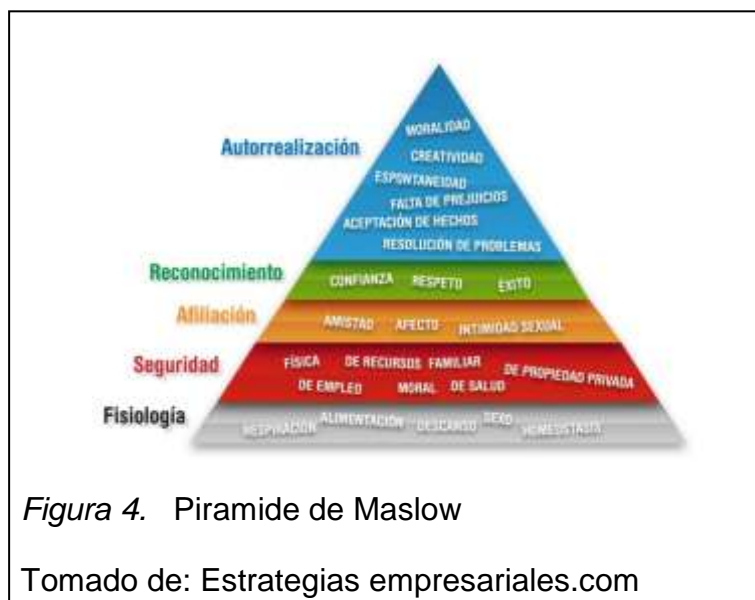 MORALIDAD
Autorrealización
CREATIVIDAD
ESPONTANEIDAD
FALTA DE PREJUICIOS
ACEPTACIÓN DE HECHOS
RESOLUCIÓN DE PROBLEMAS
Reconocimiento
CONFIANZA RESPETO ÉXITO
Afiliación
AMISTAD AFECTO INTIMIDAD SEXUAL
Seguridad
FÍSICA DE RECURSOS FAMILIAR DE PROPIEDAD PRIVADA
DE EMPLEO MORAL DE SALUD
Fisiología
RESPIRACIÓN ALIMENTACIÓN DESCANSO SEXO HOMEOSTASIS
Figura 4. Piramide de Maslow
Tomado de: Estrategias empresariales.com